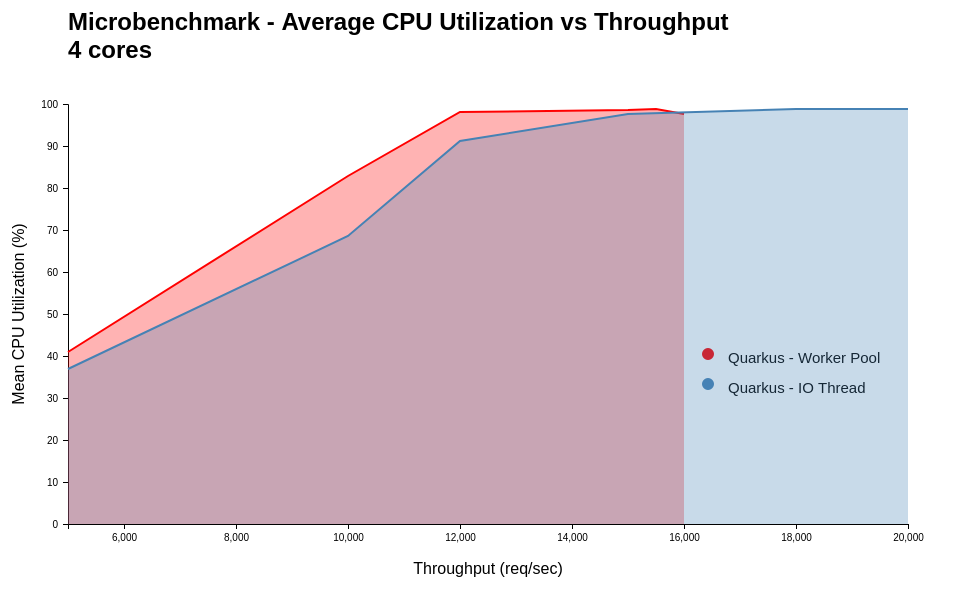 Microbenchmark - Average CPU Utilization vs Throughput
4 cores
Mean CPU Utilization (%)
100
90
80
70
60
50
40
30
20
10
0
Quarkus - Worker Pool
Quarkus - IO Thread
6,000 8,000 10,000 12,000 14,000 16,000 18,000 20,000
Throughput (req/sec)